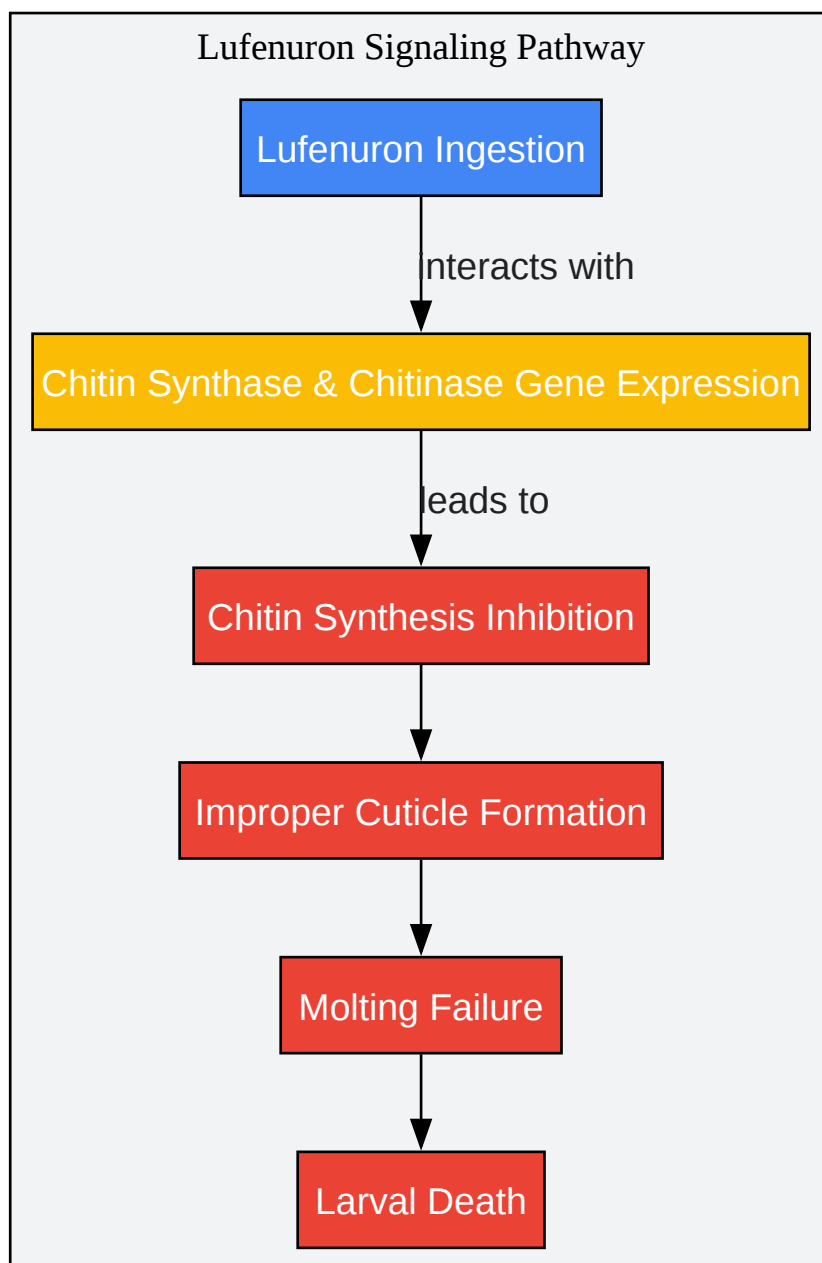 Lufenuron Signaling Pathway
Lufenuron Ingestion
interacts with
Chitin Synthase & Chitinase Gene Expression
leads to
Chitin Synthesis Inhibition
Improper Cuticle Formation
Molting Failure
Larval Death